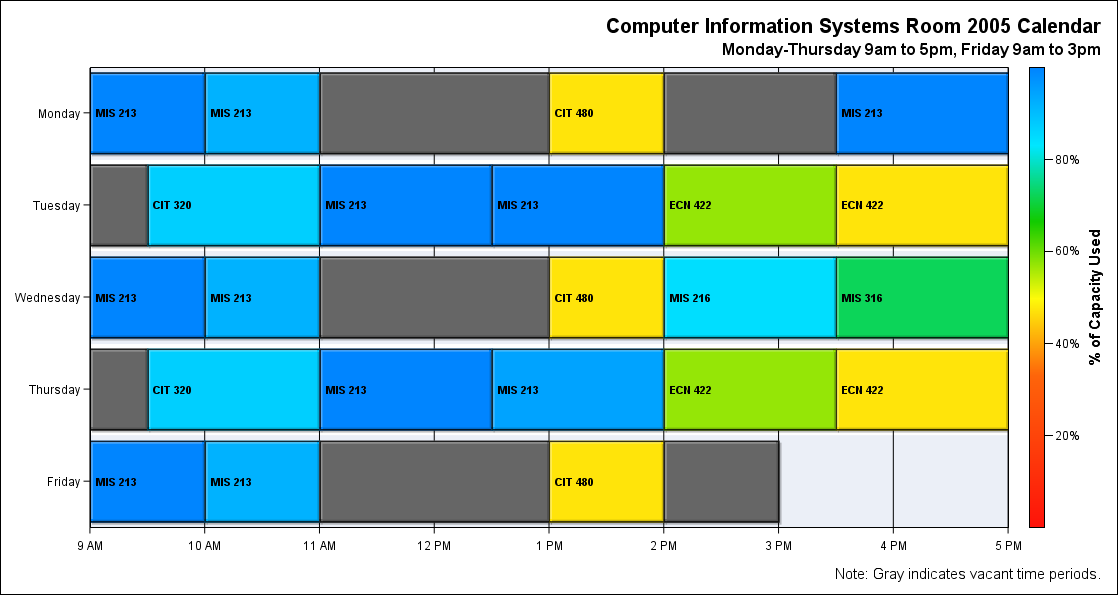 Computer Information Systems Room 2005 Calendar
Monday-Thursday 9am to 5pm, Friday 9am to 3pm
Monday
MIS 213
MIS 213
CIT 480
MIS 213
Tuesday
CIT 320
MIS 213
MIS 213
ECN 422
ECN 422
Wednesday
MIS 213
MIS 213
CIT 480
MIS 216
MIS 316
Thursday
CIT 320
MIS 213
MIS 213
ECN 422
ECN 422
Friday
MIS 213
MIS 213
CIT 480
9 AM
10 AM
11 AM
12 PM
1 PM
2 PM
3 PM
4 PM
5 PM
80%
60%
40%
20%
% of Capacity Used
Note: Gray indicates vacant time periods.